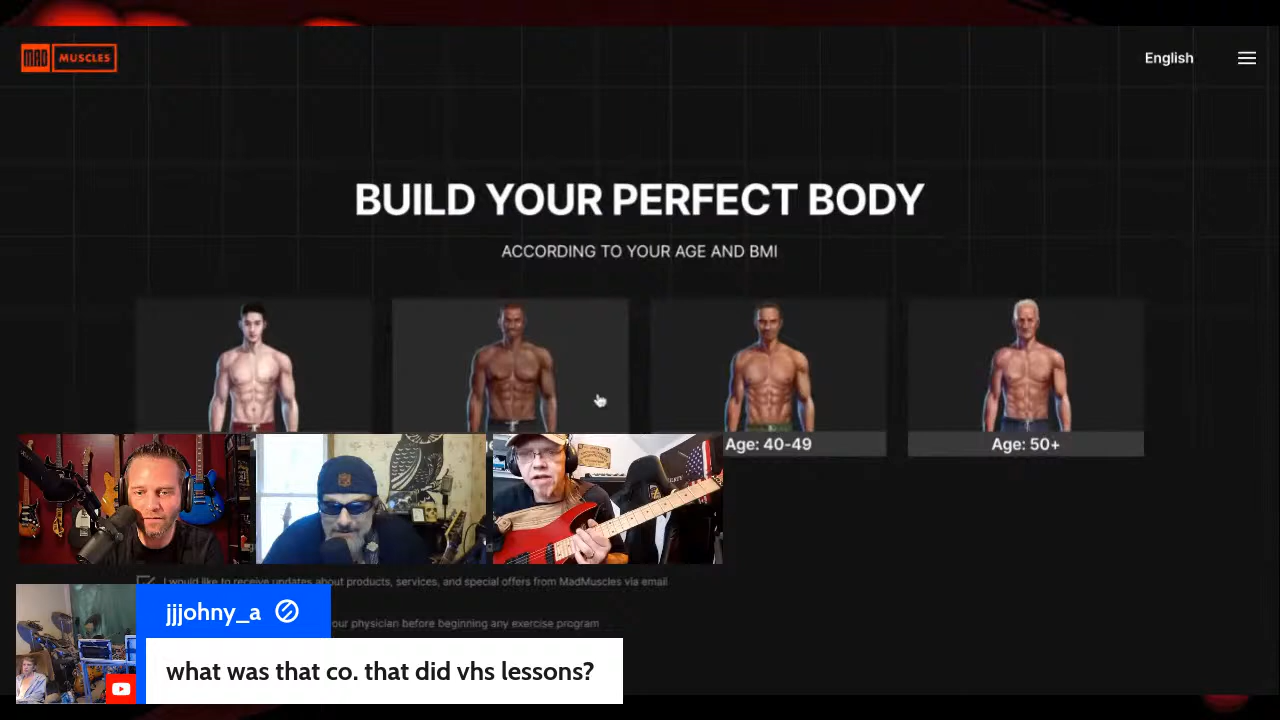 MAD MUSCLES
English
BUILD YOUR PERFECT BODY
ACCORDING TO YOUR AGE AND BMI
Age: 40-49
Age: 50+
I would like to receive updates about products, services, and special offers from MadMuscles via email
our physician before beginning any exercise program
jjjohny_a
what was that co. that did vhs lessons?